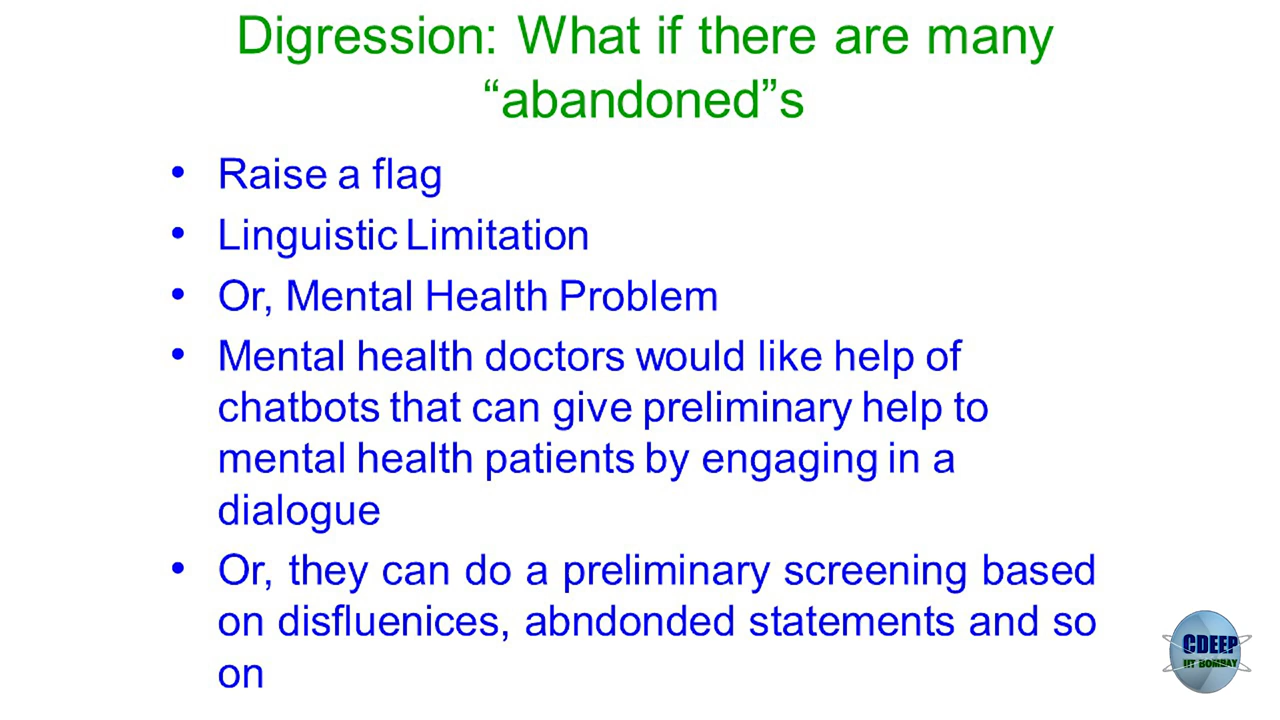 Digression: What if there are many
“abandoned”s
• Raise a flag
• Linguistic Limitation
• Or, Mental Health Problem
• Mental health doctors would like help of
chatbots that can give preliminary help to
mental health patients by engaging in a
dialogue
• Or, they can do a preliminary screening based
on disfluenices, abndonded statements and so
on
CDEEP
IIT BOMBAY